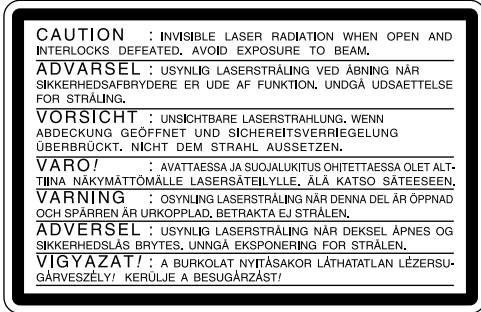 CAUTION : INVISIBLE LASER RADIATION WHEN OPEN AND
INTERLOCKS DEFEATED. AVOID EXPOSURE TO BEAM.
ADVARSEL : USYNLIG LASERSTRÅLING VED ÅBNING NÅR
SIKKERHEDSAFBRYDERE ER UDE AF FUNKTION. UNDGÅ UDSAETTELSE
FOR STRÅLING.
VORSICHT : UNSICHTBARE LASERSTRAHLUNG. WENN
ABDECKUNG GEÖFFNET UND SICHEREITSVERRIEGELUNG
ÜBERBRÜCKT. NICHT DEM STRAHL AUSSETZEN.
VARO! : AVATTAESSA JA SUOJALUKITUS OHITETTAESSA OLET ALT-
TIINA NÄKYMÄTTÖMÄLLE LASERSÄTEILYLLE. ÄLÄ KATSO SÄTEESEEN.
VARNING : OSYNLING LASERSTRÅLNING NÄR DENNA DEL ÄR ÖPPNAD
OCH SPÄRREN ÄR URKOPPLAD. BETRAKTA EJ STRÅLEN.
ADVERSEL : USYNLIG LASERSTRÅLING NÅR DEKSEL ÅPNES OG
SIKKERHEDSLÅS BRYTES. UNNGÅ EKSPONERING FOR STRÅLEN.
VIGYAZAT! : A BURKOLAT NYITÁSAKOR LÁTHATATLAN LÉZERSU-
GÁRVESZÉLY! KERÜLJE A BESUGÁRZÁST!